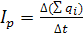 I_p = Δ(∑ q_i) / Δt